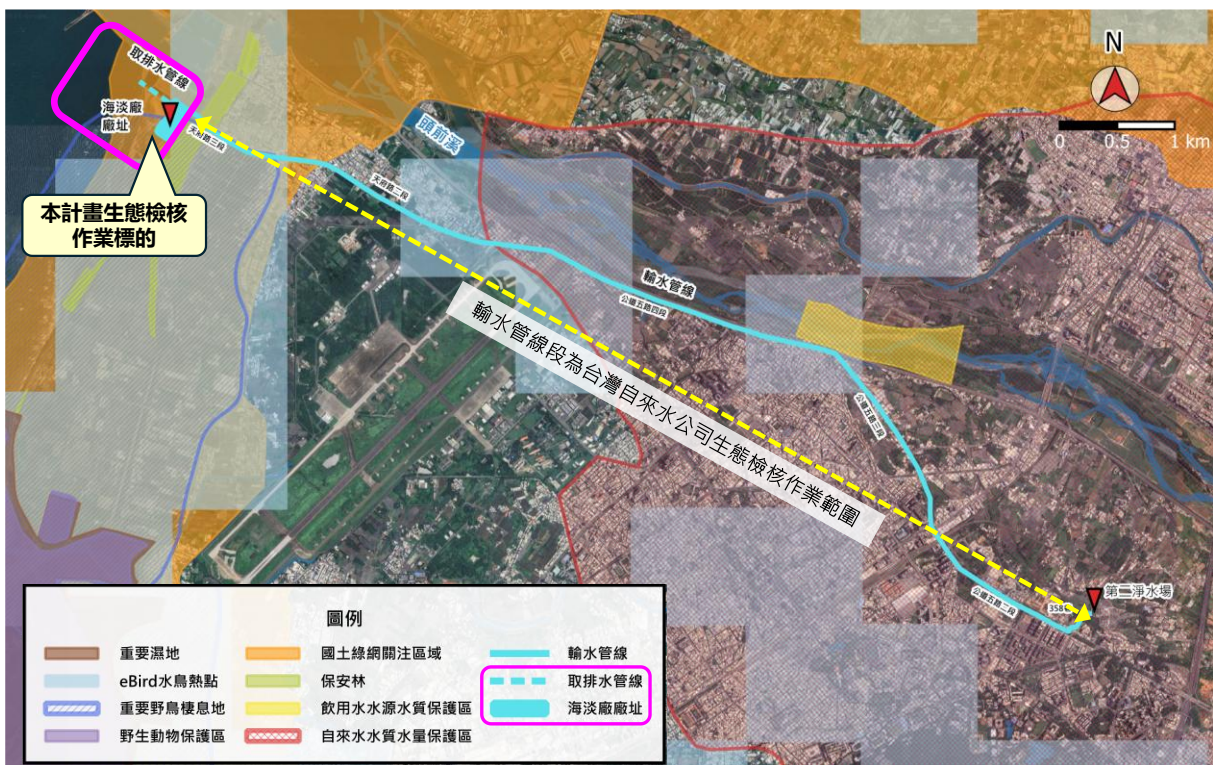 取排水管線
海淡廠
廠址
天府路三段
本計畫生態檢核
作業標的
頭前溪
天府路二段
N
0 0.5 1 km
輸水管線
公道五路四段
輸水管線段為台灣自來水公司生態檢核作業範圍
公道五路三段
第二淨水場
公道五路二段
圖例
重要濕地
國土綠網關注區域
輸水管線
eBird水鳥熱點
保安林
取排水管線
重要野鳥棲息地
飲用水水源水質保護區
海淡廠廠址
野生動物保護區
自來水水質水量保護區